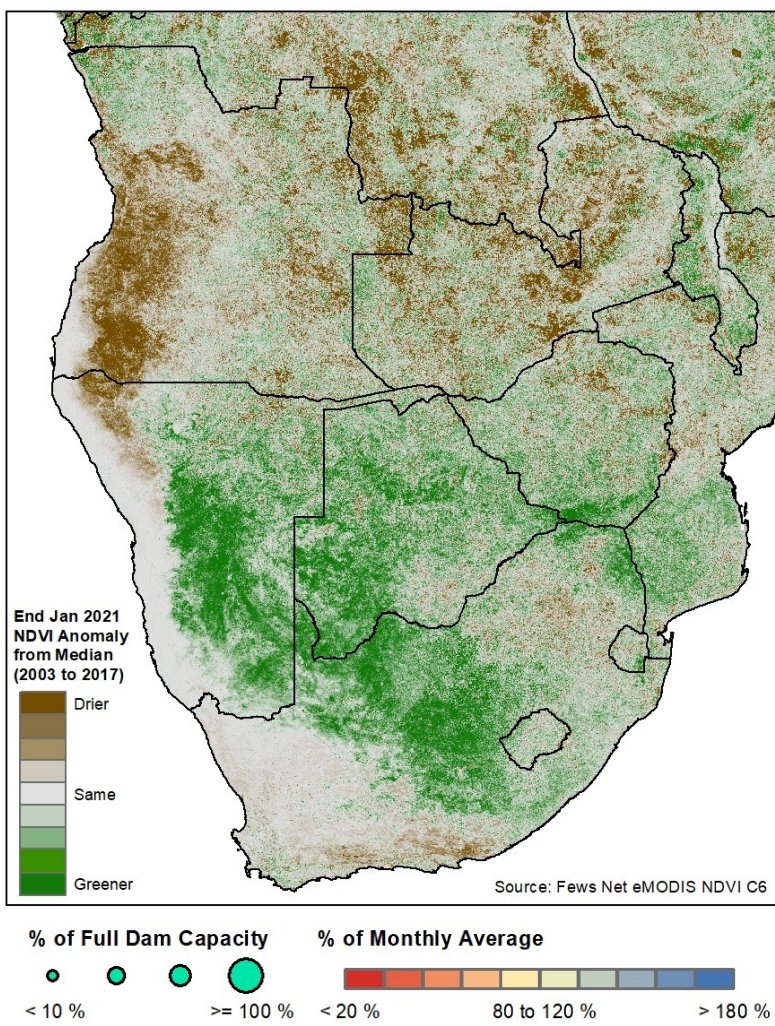 End Jan 2021
NDVI Anomaly
from Median
(2003 to 2017)
Drier
Same
Greener
Source: Fews Net eMODIS NDVI C6
% of Full Dam Capacity
< 10 %
>= 100 %
% of Monthly Average
< 20 %
80 to 120 %
> 180 %